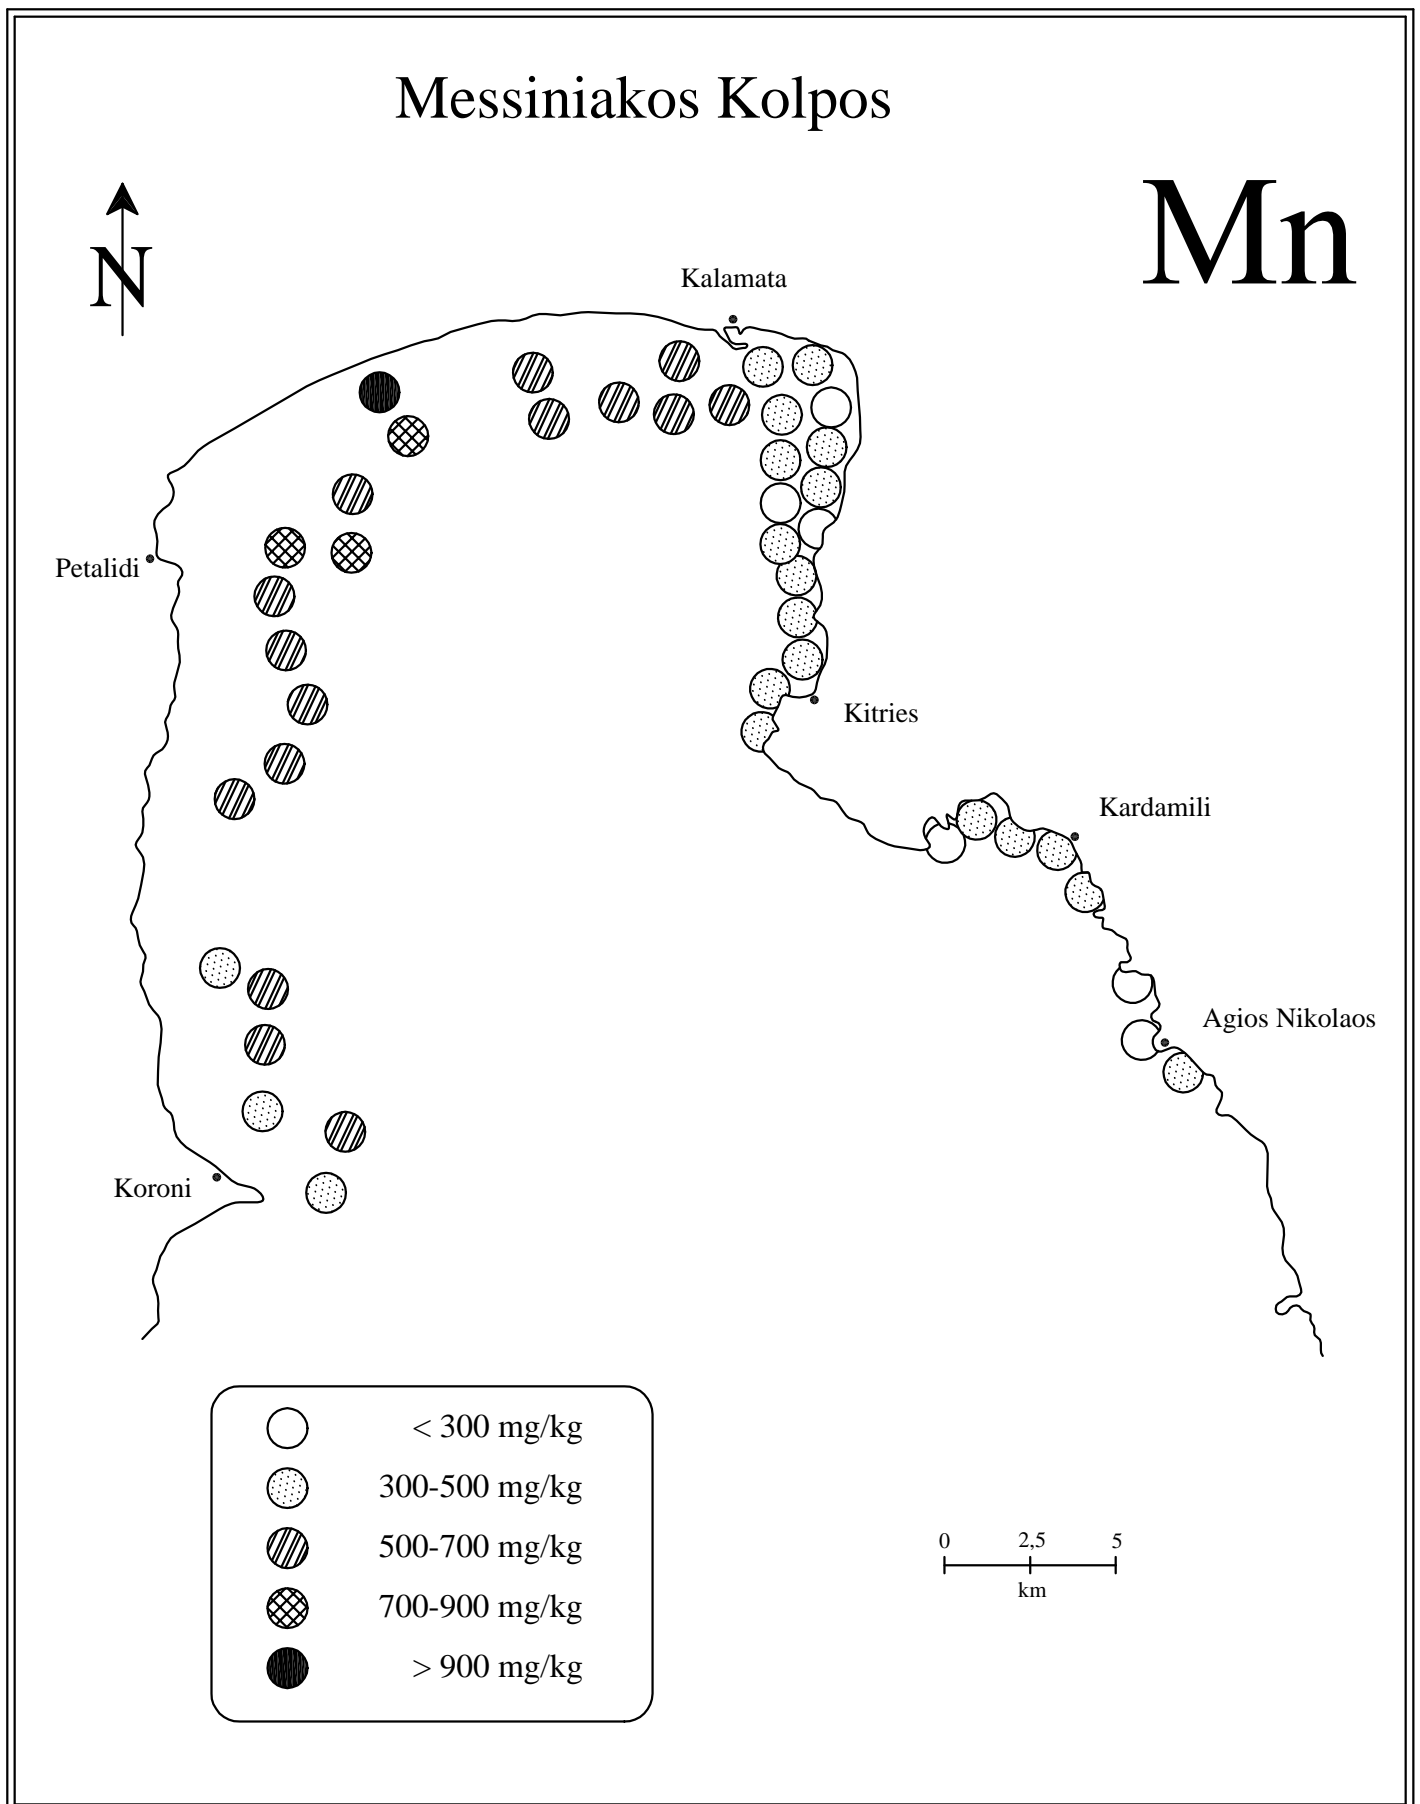 Messiniakos Kolpos
Mn
N
Kalamata
Petalidi
Kitries
Kardamili
Agios Nikolaos
Koroni
< 300 mg/kg
300-500 mg/kg
500-700 mg/kg
700-900 mg/kg
> 900 mg/kg
0 2,5 5
km